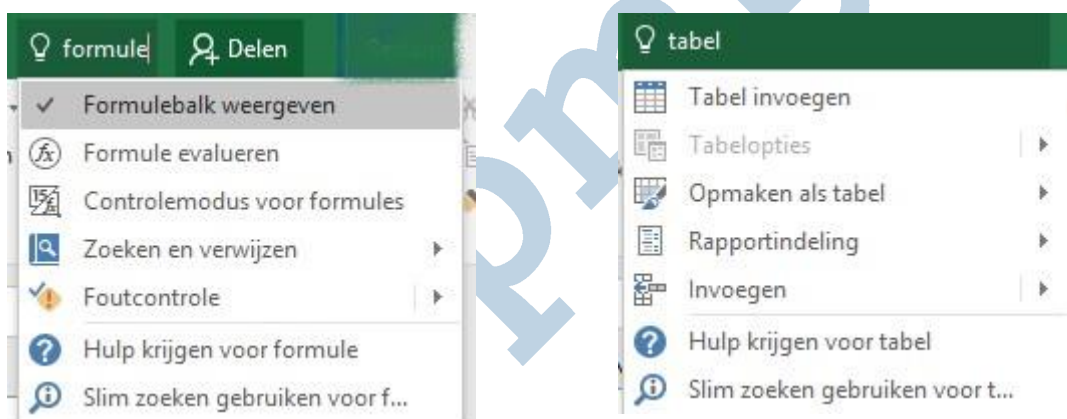 formule Delen
Formulebalk weergeven
Formule evalueren
Controlemodus voor formules
Zoeken en verwijzen
Foutcontrole
Hulp krijgen voor formule
Slim zoeken gebruiken voor f...
tabel
Tabel invoegen
Tabelopties
Opmaken als tabel
Rapportindeling
Invoegen
Hulp krijgen voor tabel
Slim zoeken gebruiken voor t...